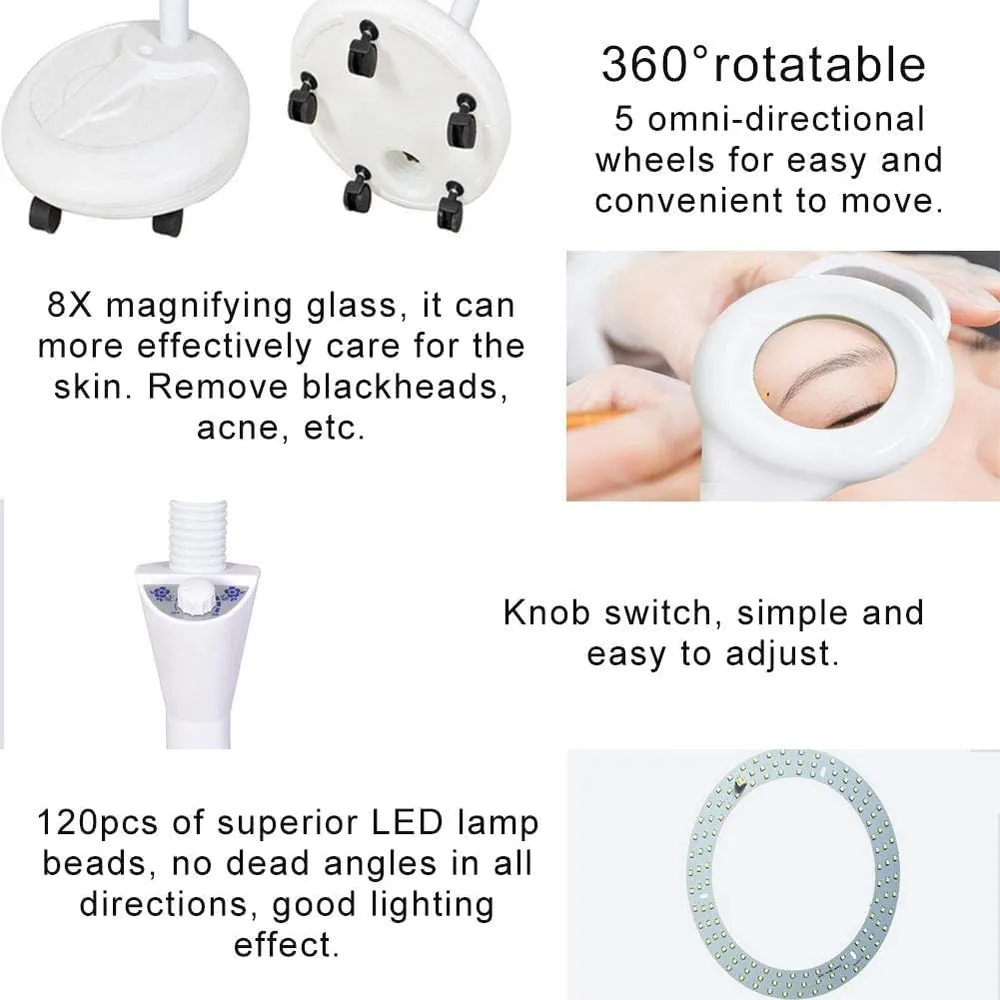 360°rotatable
5 omni-directional
wheels for easy and
convenient to move.
8X magnifying glass, it can
more effectively care for the
skin. Remove blackheads,
acne, etc.
Knob switch, simple and
easy to adjust.
120pcs of superior LED lamp
beads, no dead angles in all
directions, good lighting
effect.